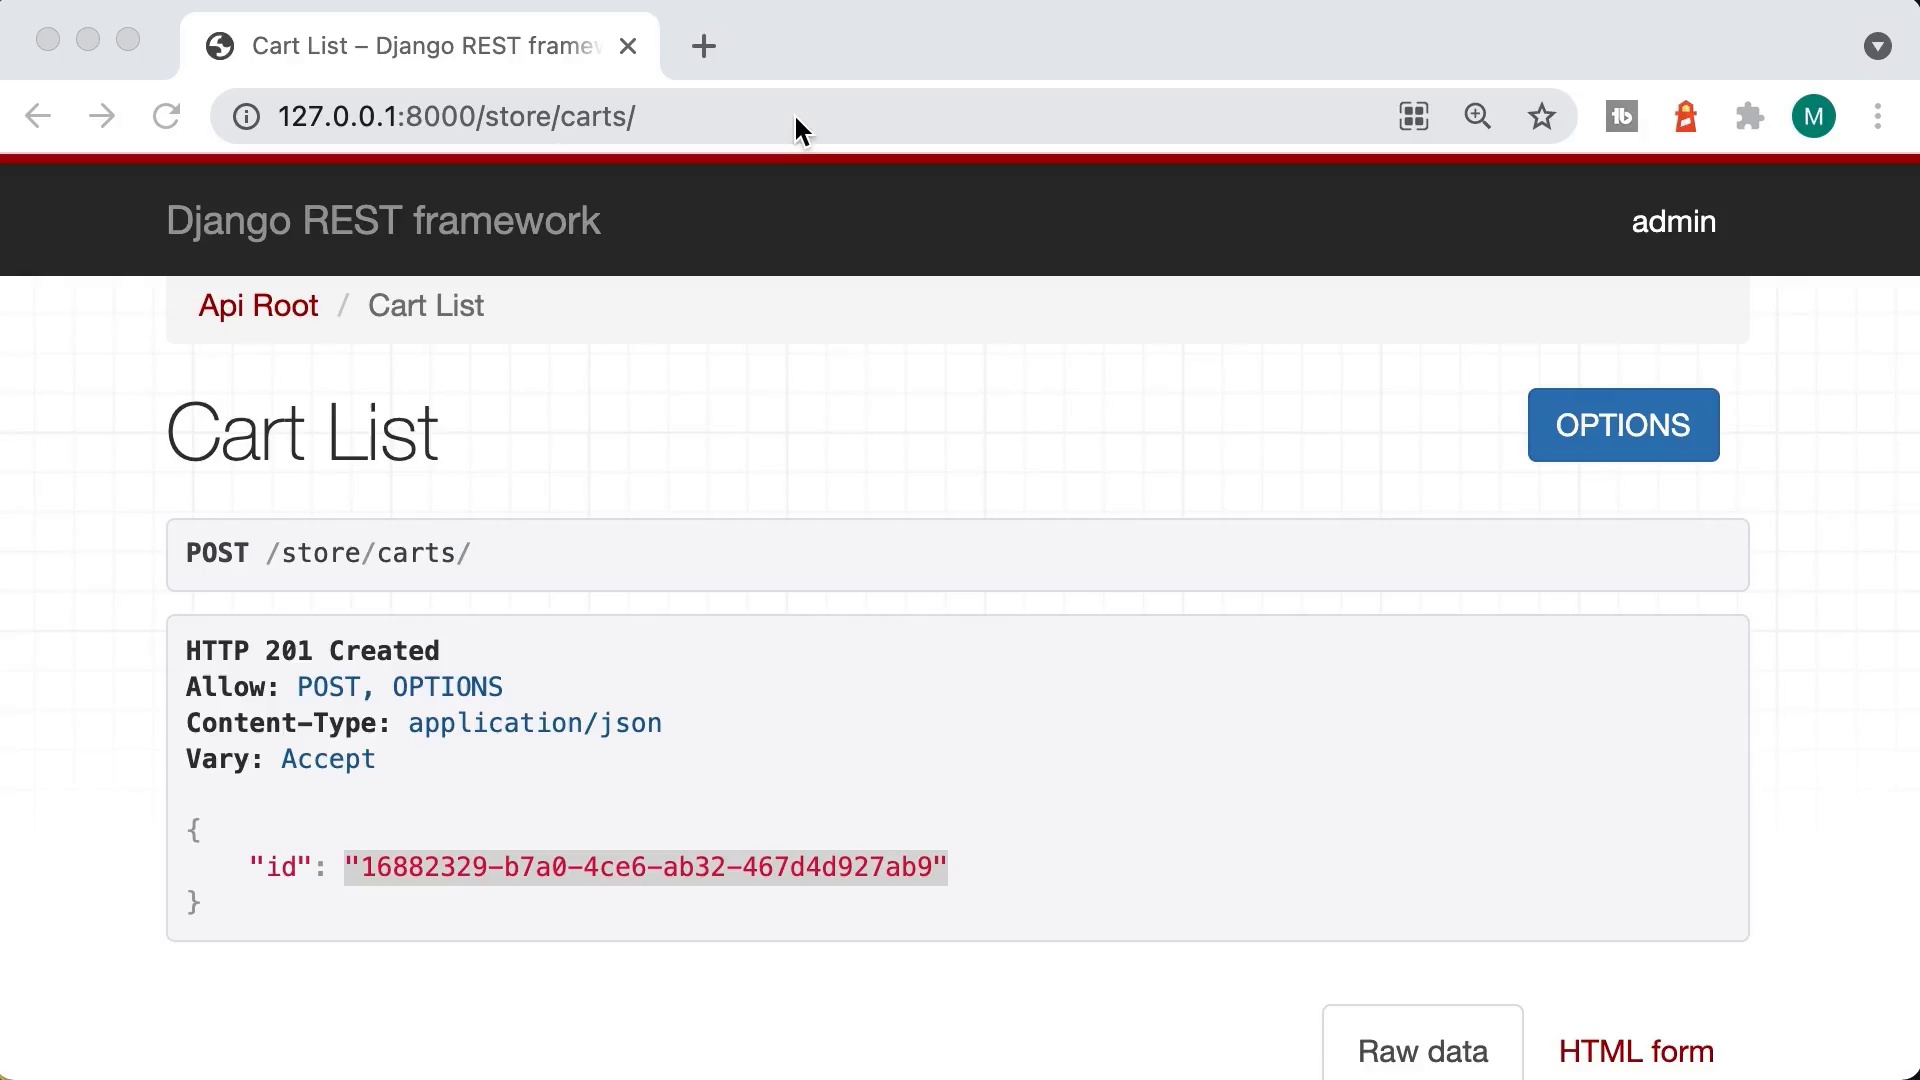 Cart List – Django REST framew
127.0.0.1:8000/store/carts/
M
Django REST framework
admin
Api Root / Cart List
Cart List
OPTIONS
POST /store/carts/
HTTP 201 Created
Allow: POST, OPTIONS
Content-Type: application/json
Vary: Accept
{
"id": "16882329-b7a0-4ce6-ab32-467d4d927ab9"
}
Raw data
HTML form